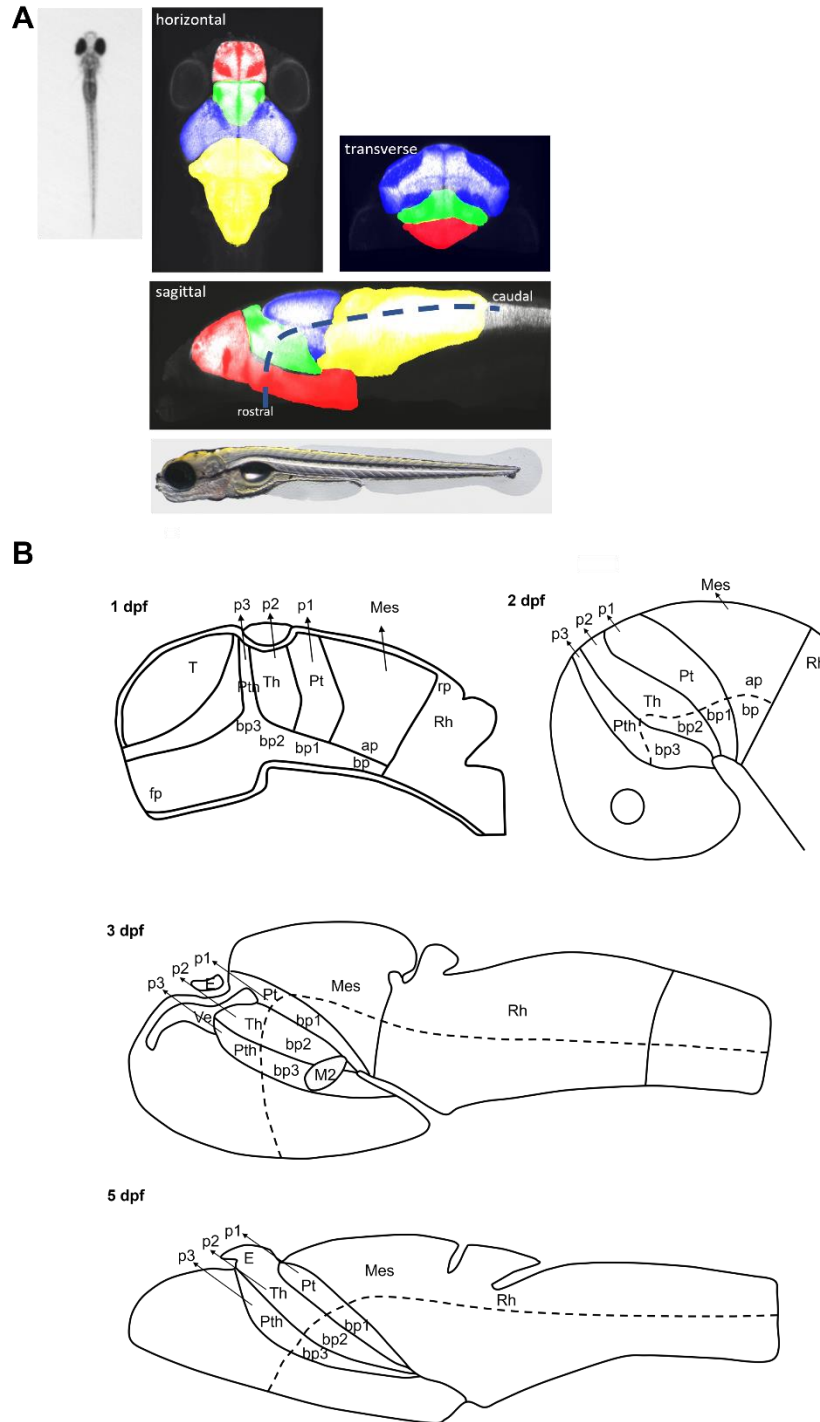 A
horizontal
transverse
sagittal
caudal
rostral
B
1 dpf
p3
p2
p1
Mes
T
Pth
Th
Pt
rp
Rh
bp3
bp2
bp1
ap
bp
fp
2 dpf
Mes
p3
p2
p1
Rh
Pt
ap
Th
bp
Pth
bp2
bp1
bp3
3 dpf
p1
p2
p3
E
Pt
Mes
Rh
Ve
Th
bp1
Pth
bp2
bp3
M2
5 dpf
p1
p2
p3
E
Pt
Mes
Th
Rh
Pth
bp1
bp2
bp3